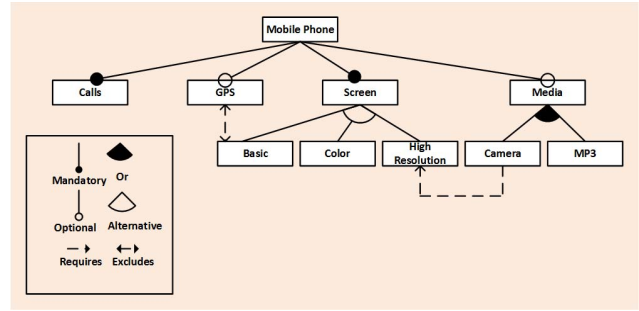 Mobile Phone
Calls
GPS
Screen
Media
Basic
Color
High
Resolution
Camera
MP3
Mandatory
Or
Optional
Alternative
Requires
Excludes